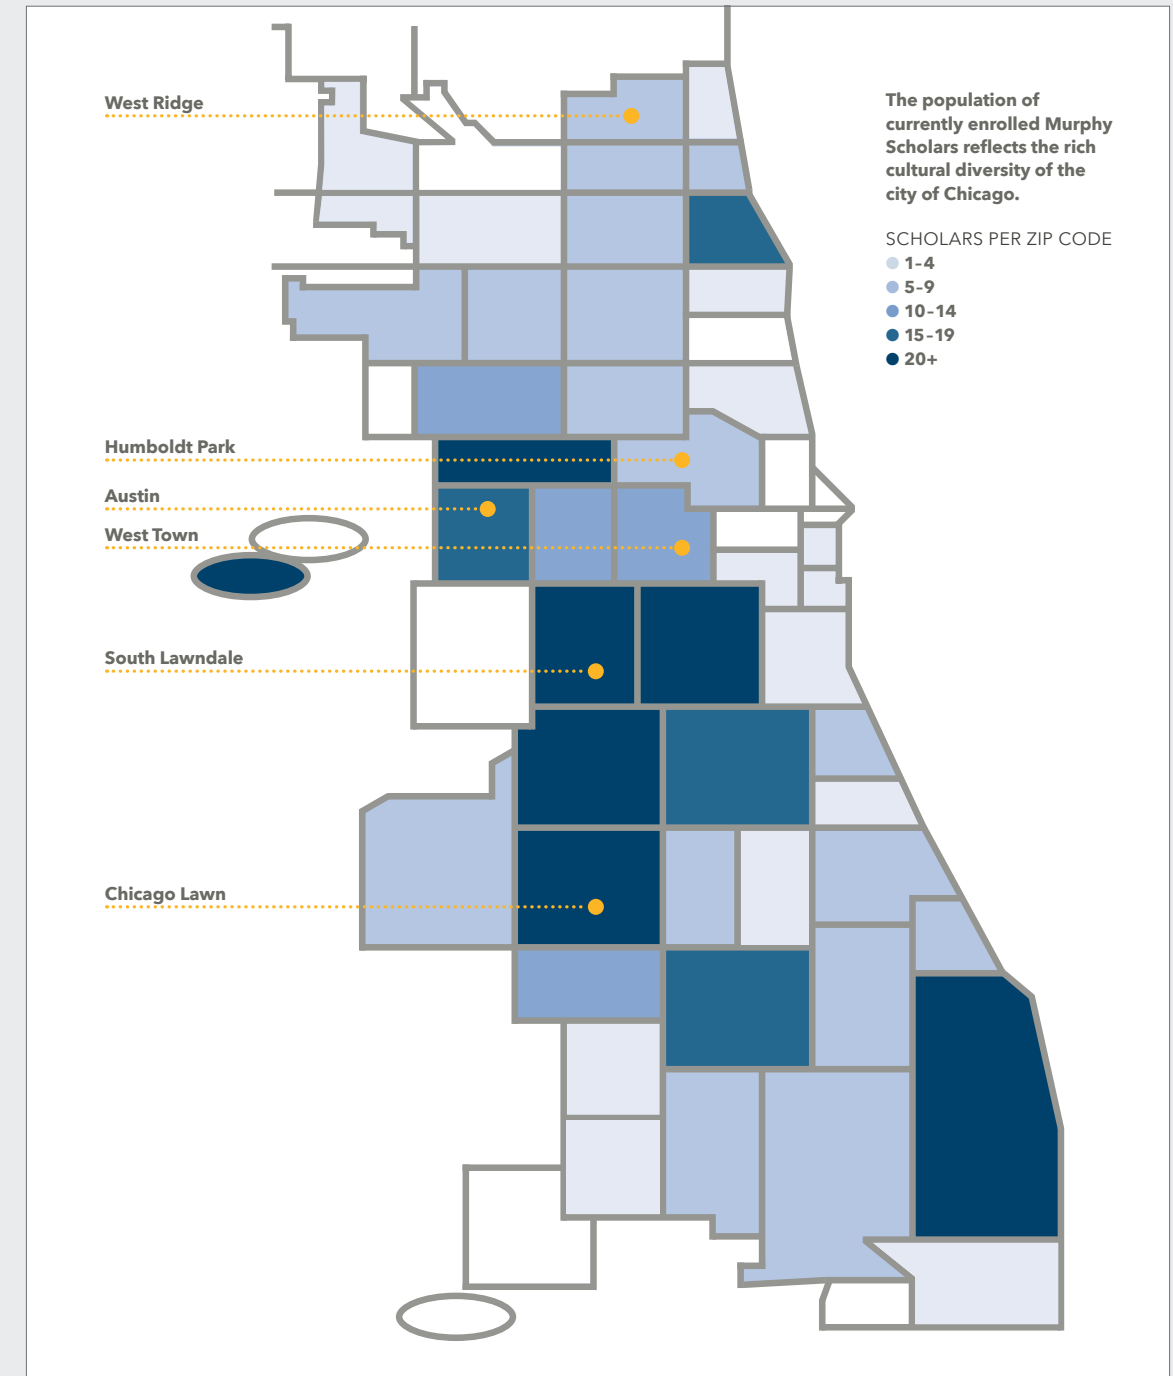 West Ridge
The population of
currently enrolled Murphy
Scholars reflects the rich
cultural diversity of the
city of Chicago.
SCHOLARS PER ZIP CODE
1–4
5–9
10–14
15–19
20+
Humboldt Park
Austin
West Town
South Lawndale
Chicago Lawn